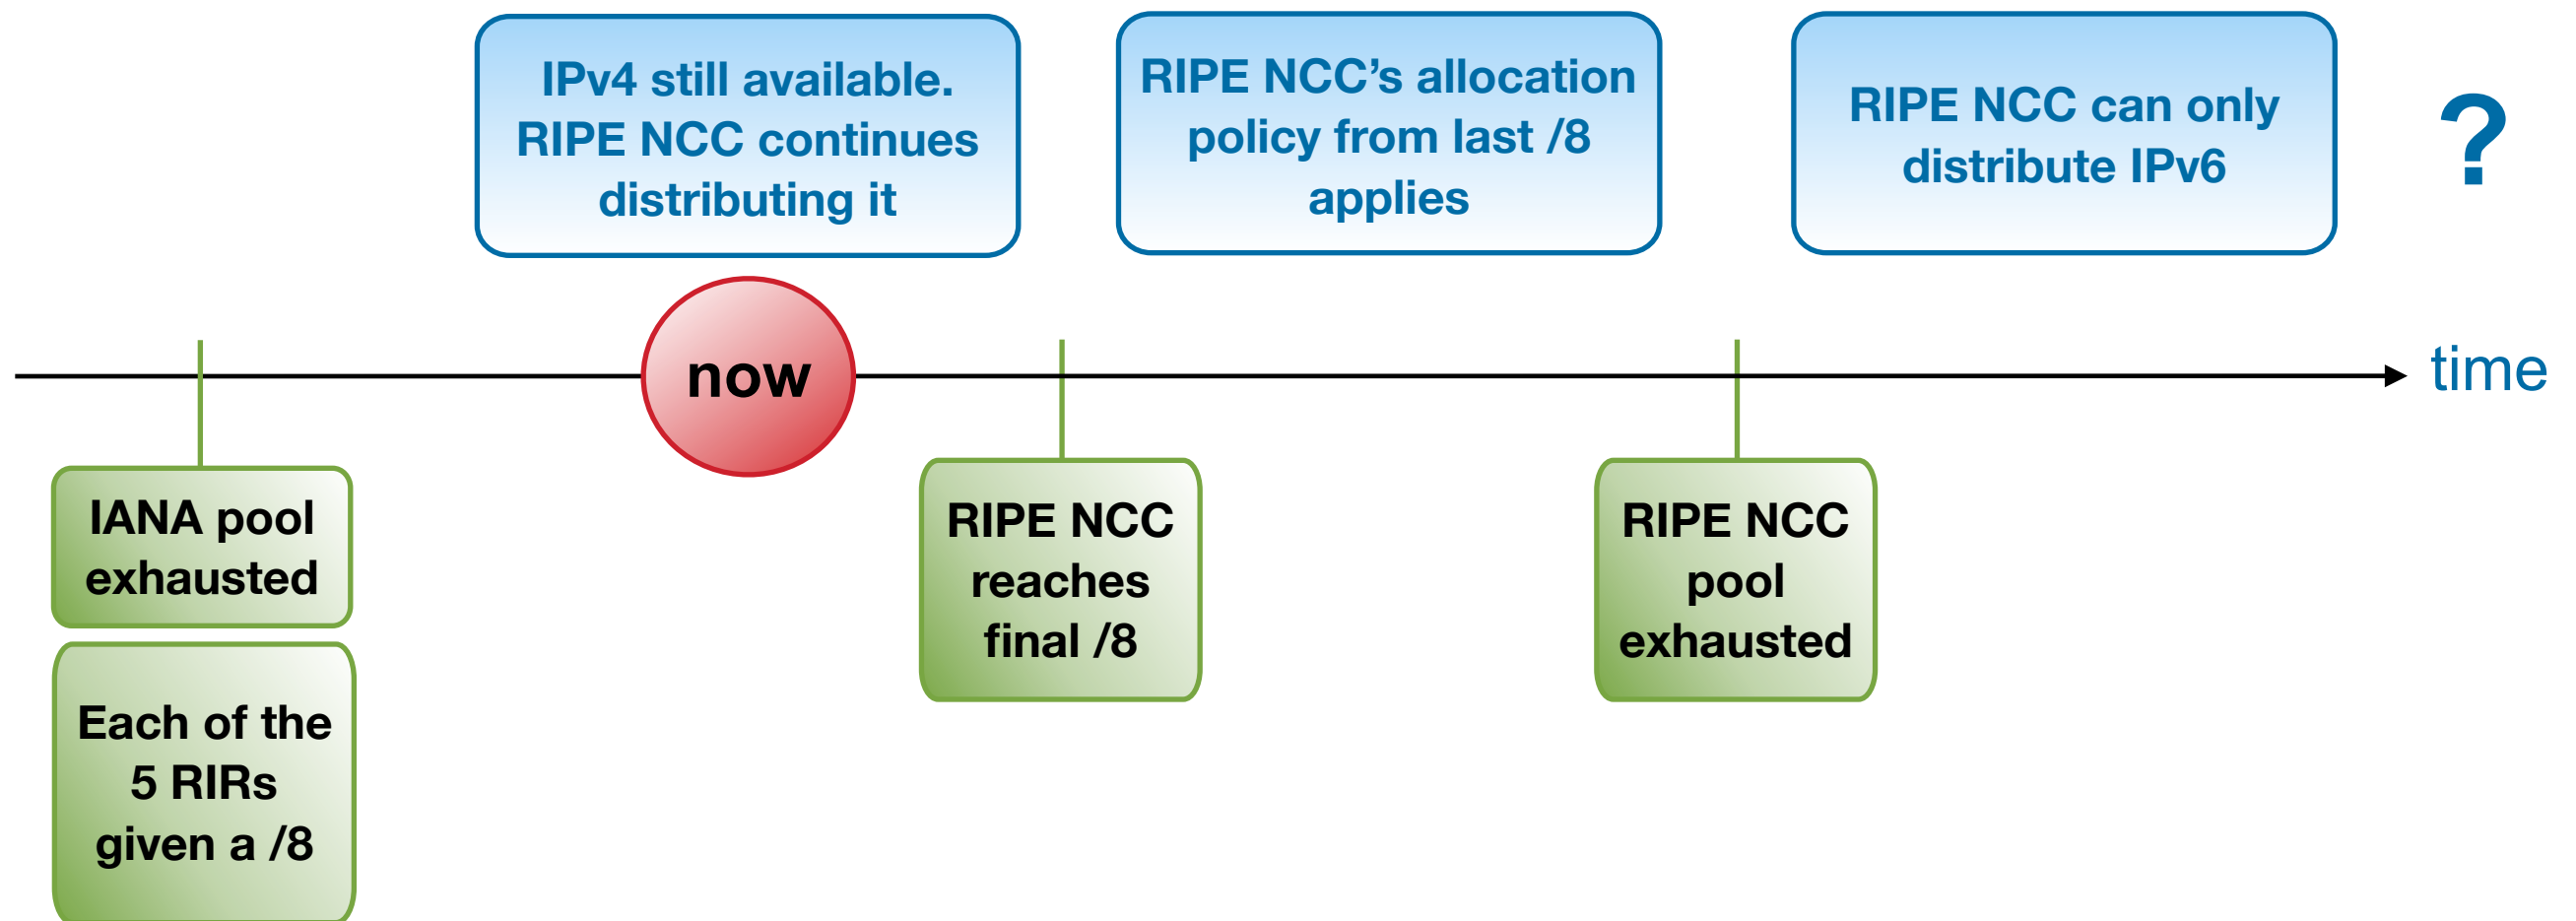 IPv4 still available.
RIPE NCC continues
distributing it
RIPE NCC’s allocation
policy from last /8
applies
RIPE NCC can only
distribute IPv6
?
now
time
IANA pool
exhausted
Each of the
5 RIRs
given a /8
RIPE NCC
reaches
final /8
RIPE NCC
pool
exhausted